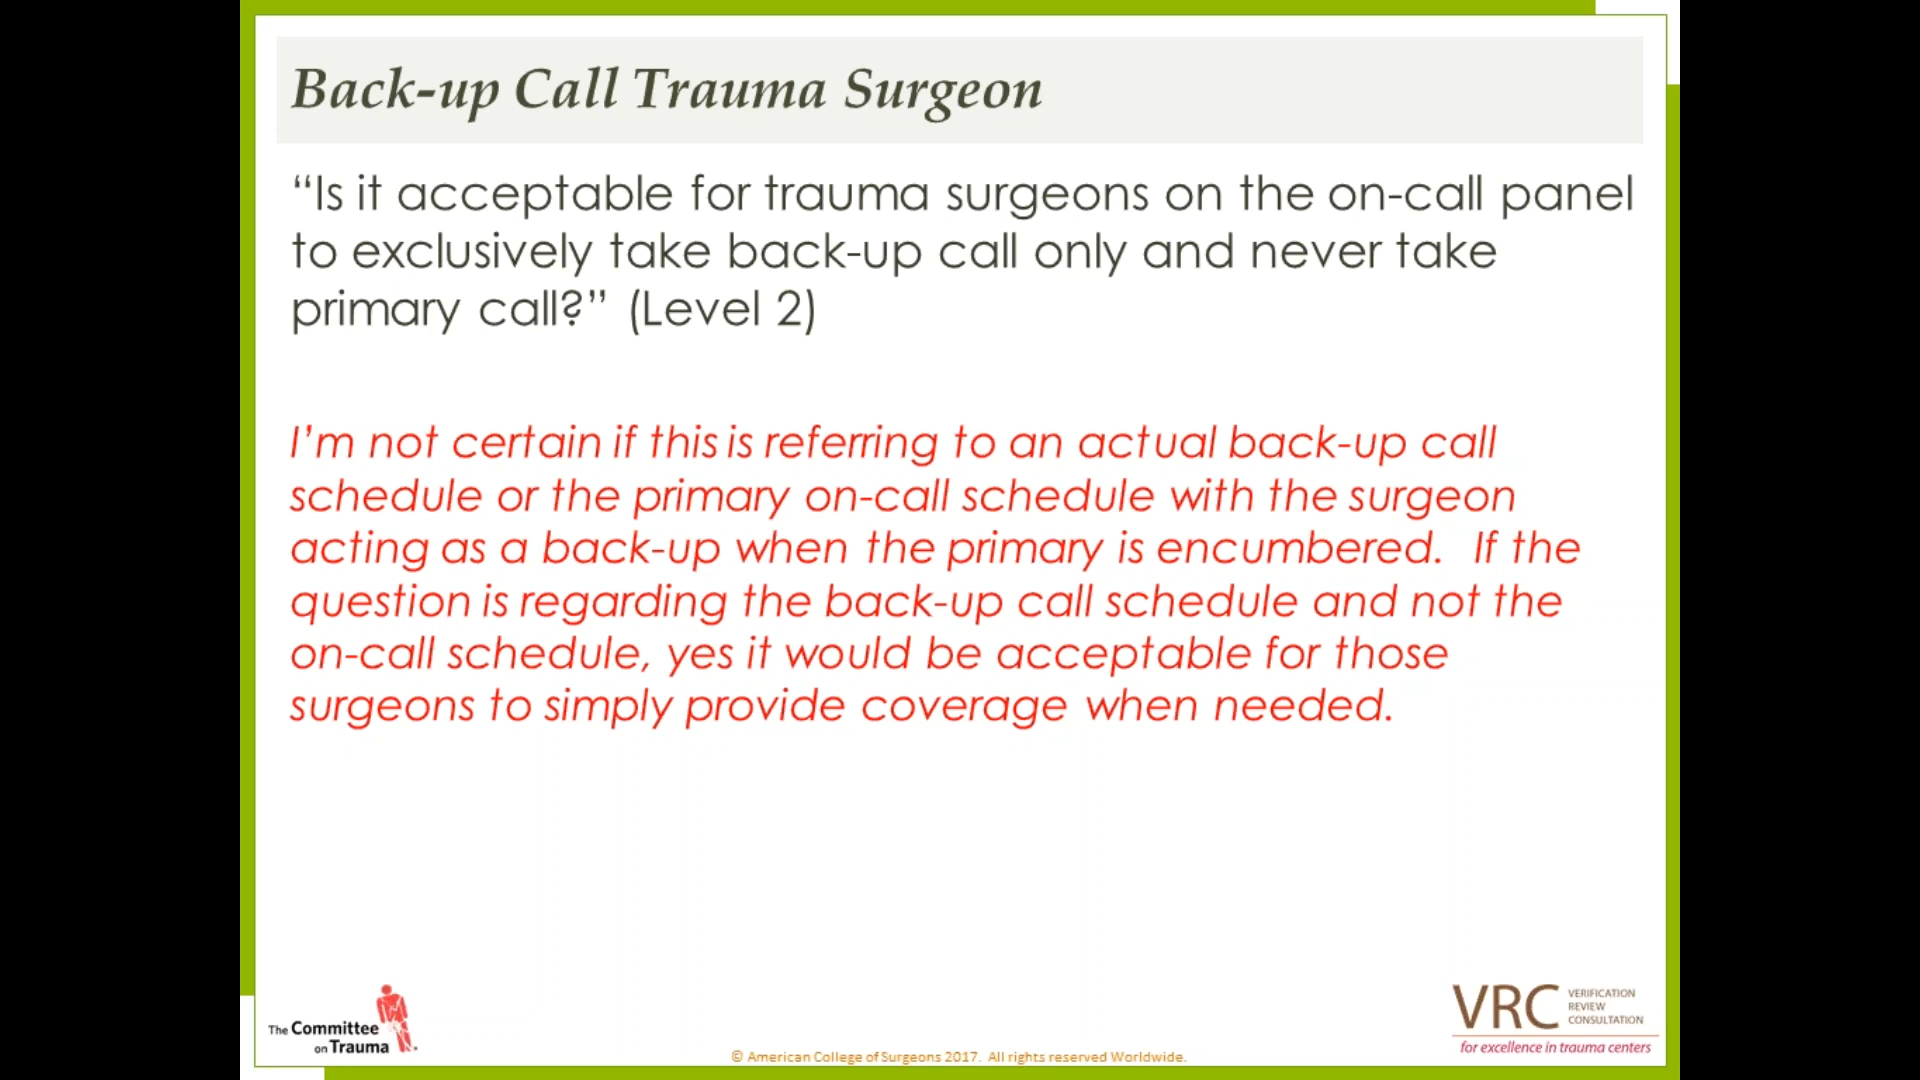 Back-up Call Trauma Surgeon
“Is it acceptable for trauma surgeons on the on-call panel
to exclusively take back-up call only and never take
primary call?” (Level 2)
I’m not certain if this is referring to an actual back-up call
schedule or the primary on-call schedule with the surgeon
acting as a back-up when the primary is encumbered. If the
question is regarding the back-up call schedule and not the
on-call schedule, yes it would be acceptable for those
surgeons to simply provide coverage when needed.
The Committee
on Trauma
© American College of Surgeons 2017. All rights reserved Worldwide.
VRC
VERIFICATION
REVIEW
CONSULTATION
for excellence in trauma centers